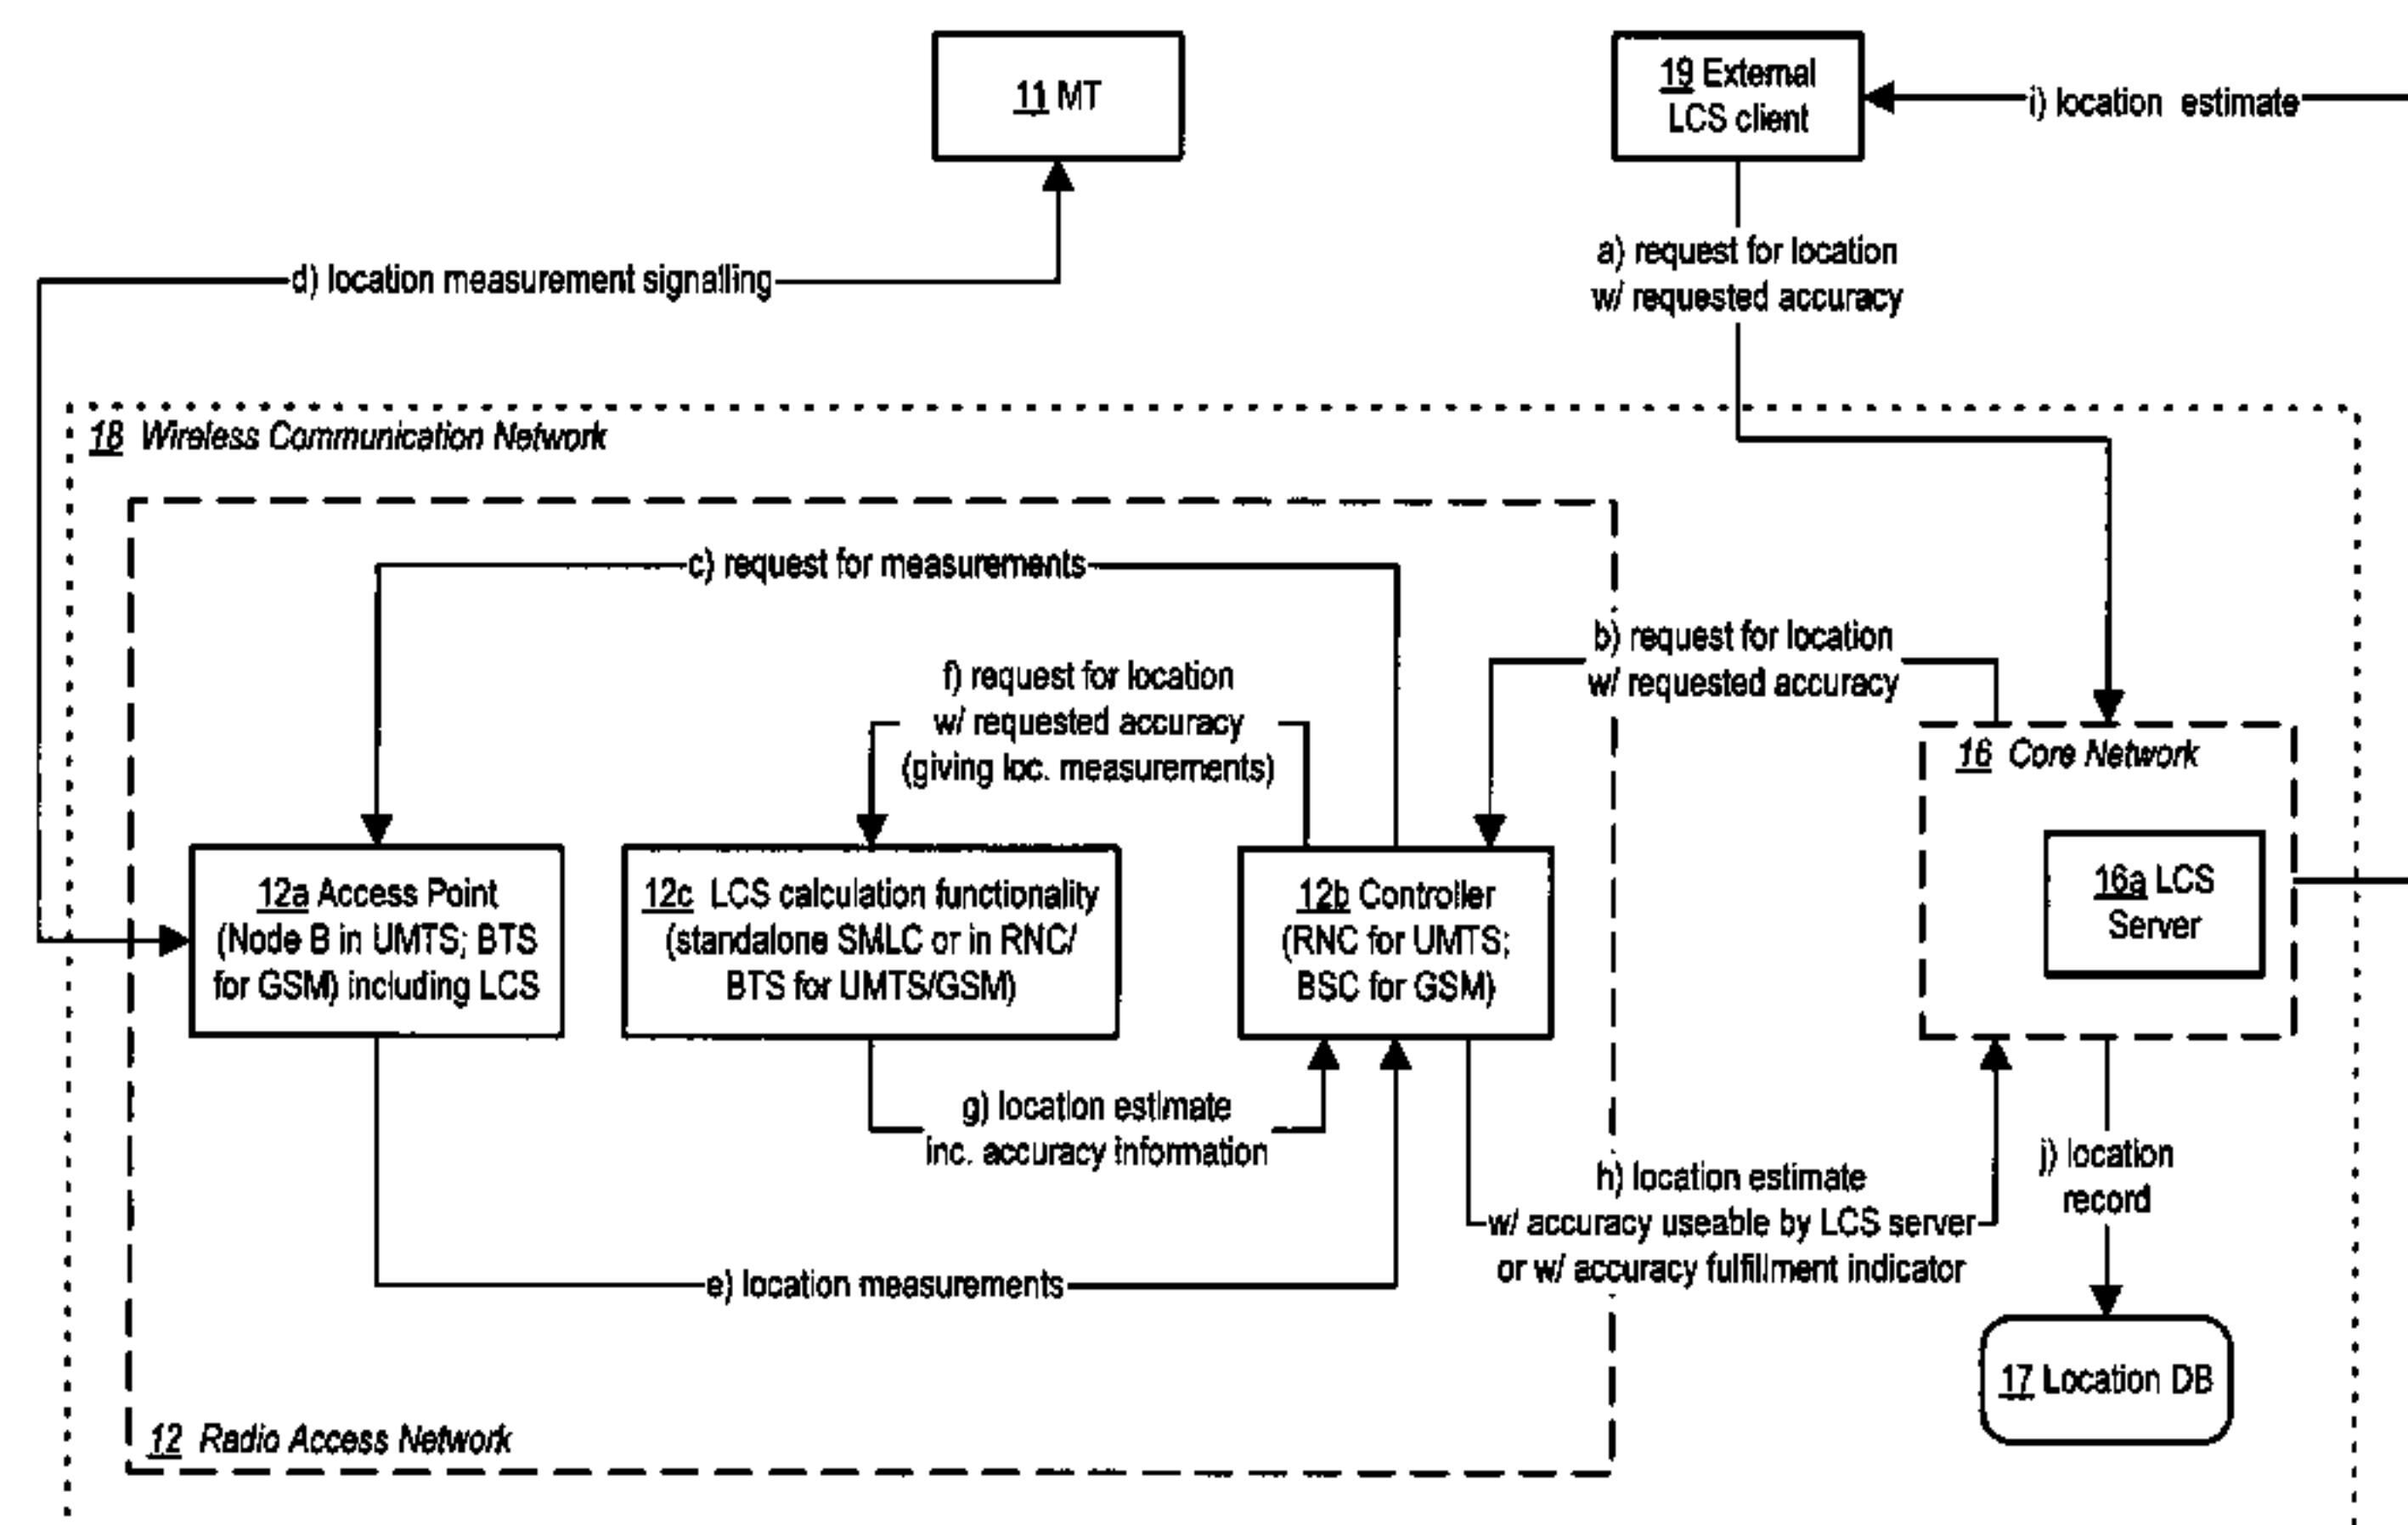 11 MT
19 External
LCS client
i) location estimate
a) request for location
w/ requested accuracy
d) location measurement signalling
18 Wireless Communication Network
c) request for measurements
b) request for location
w/ requested accuracy
f) request for location
w/ requested accuracy
(giving loc. measurements)
16 Core Network
12a Access Point
(Node B in UMTS; BTS
for GSM) including LCS
12c LCS calculation functionality
(standalone SMLC or in RNC/
BTS for UMTS/GSM)
12b Controller
(RNC for UMTS;
BSC for GSM)
16a LCS
Server
g) location estimate
inc. accuracy information
h) location estimate
w/ accuracy useable by LCS server
or w/ accuracy fulfillment indicator
j) location
record
e) location measurements
17 Location DB
12 Radio Access Network